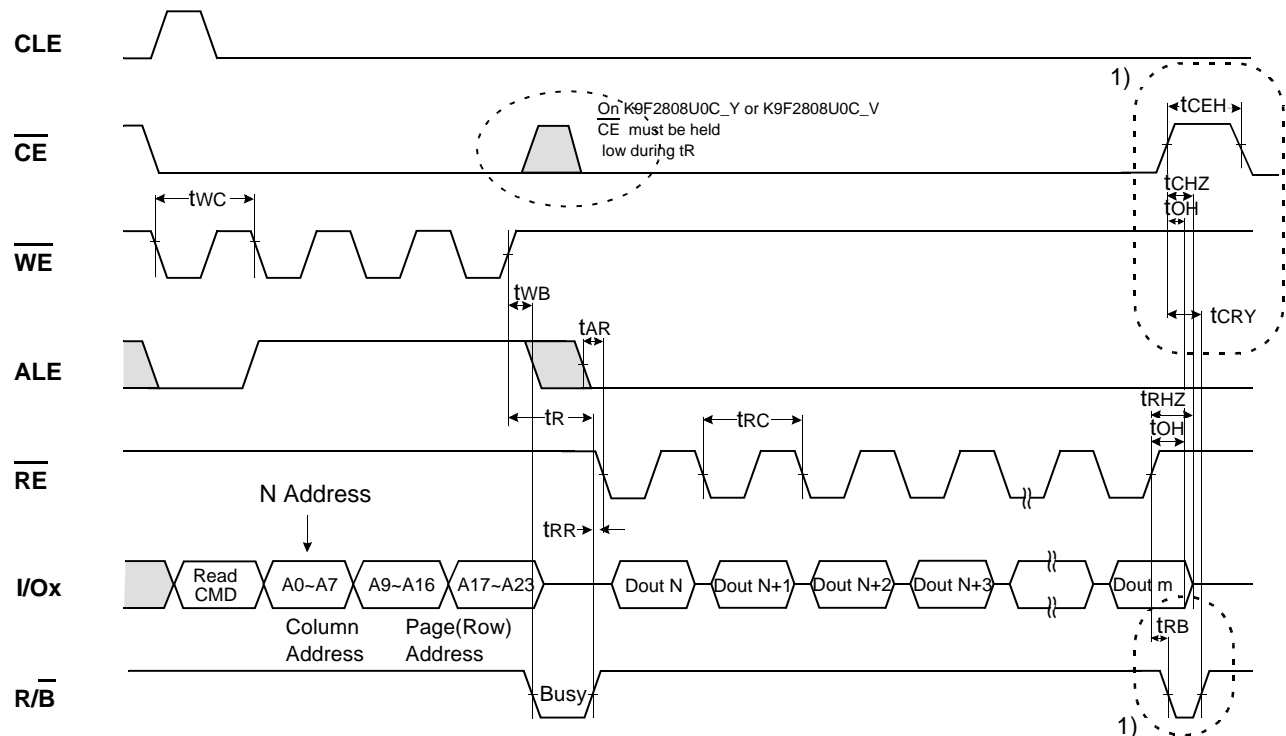 CLE
1)
tCEH
On K9F2808U0C_Y or K9F2808U0C_V
CE must be held
low during tR
CE
tCHZ
tOH
tWC
WE
tWB
tCRY
tAR
ALE
tRHZ
tR
tRC
tOH
RE
N Address
tRR
I/Ox
Read
CMD
A0~A7
A9~A16
A17~A23
Dout N
Dout N+1
Dout N+2
Dout N+3
Dout m
Column
Address
Page(Row)
Address
tRB
R/B
Busy
1)